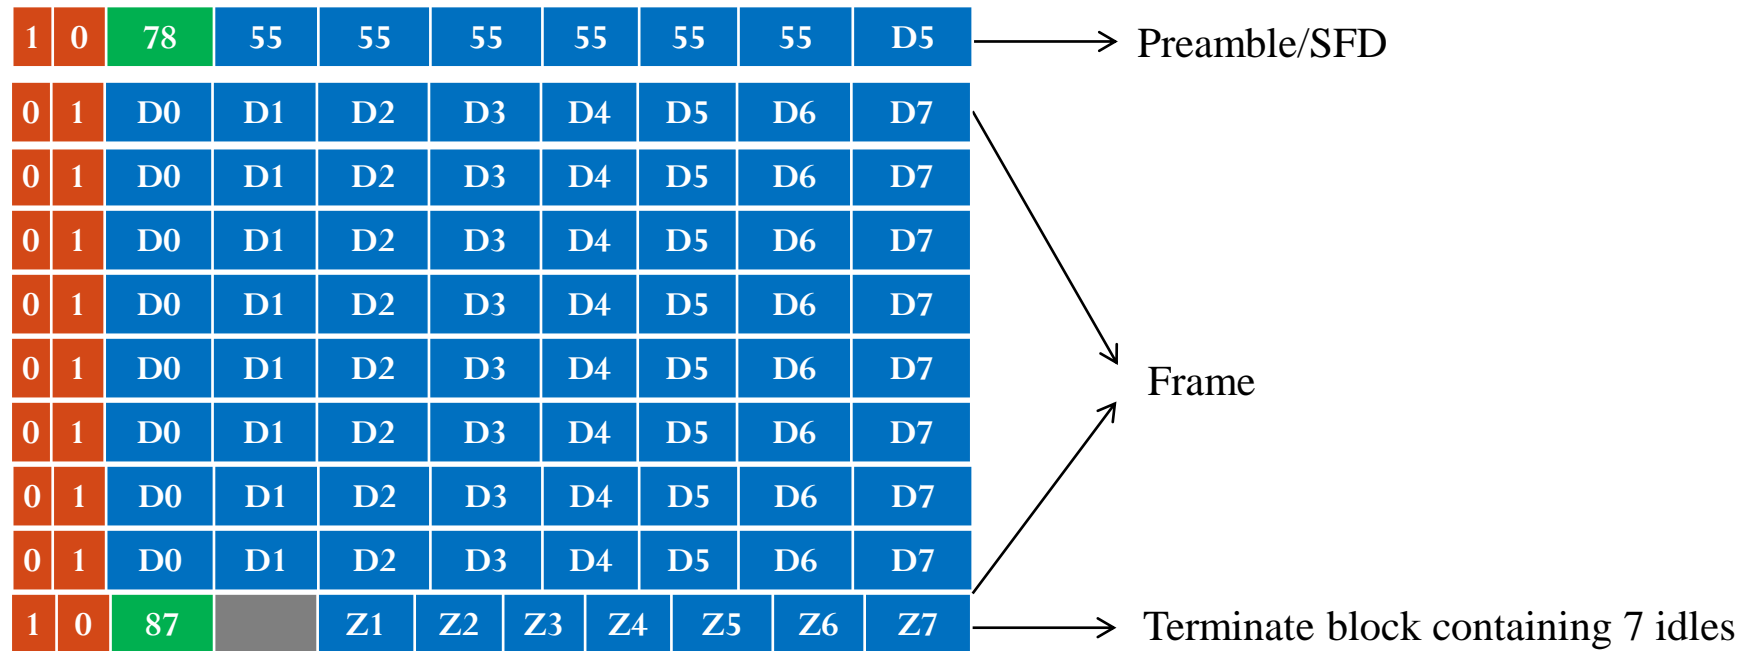 1 0 78 55 55 55 55 55 55 D5 Preamble/SFD
0 1 D0 D1 D2 D3 D4 D5 D6 D7
0 1 D0 D1 D2 D3 D4 D5 D6 D7
0 1 D0 D1 D2 D3 D4 D5 D6 D7
0 1 D0 D1 D2 D3 D4 D5 D6 D7
0 1 D0 D1 D2 D3 D4 D5 D6 D7
Frame
0 1 D0 D1 D2 D3 D4 D5 D6 D7
0 1 D0 D1 D2 D3 D4 D5 D6 D7
0 1 D0 D1 D2 D3 D4 D5 D6 D7
1 0 87 Z1 Z2 Z3 Z4 Z5 Z6 Z7 Terminate block containing 7 idles